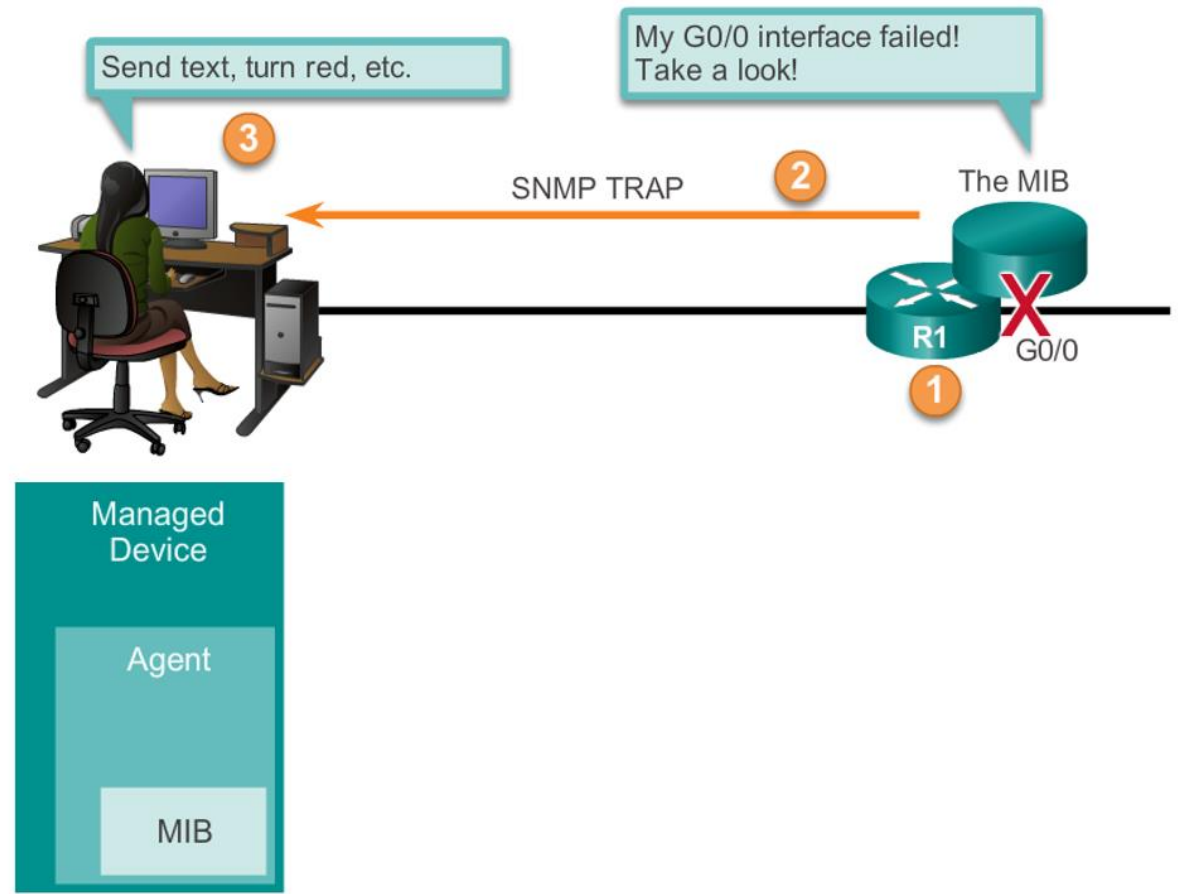 Send text, turn red, etc.
My G0/0 interface failed!
Take a look!
3
SNMP TRAP
2
The MIB
R1
G0/0
1
Managed
Device
Agent
MIB